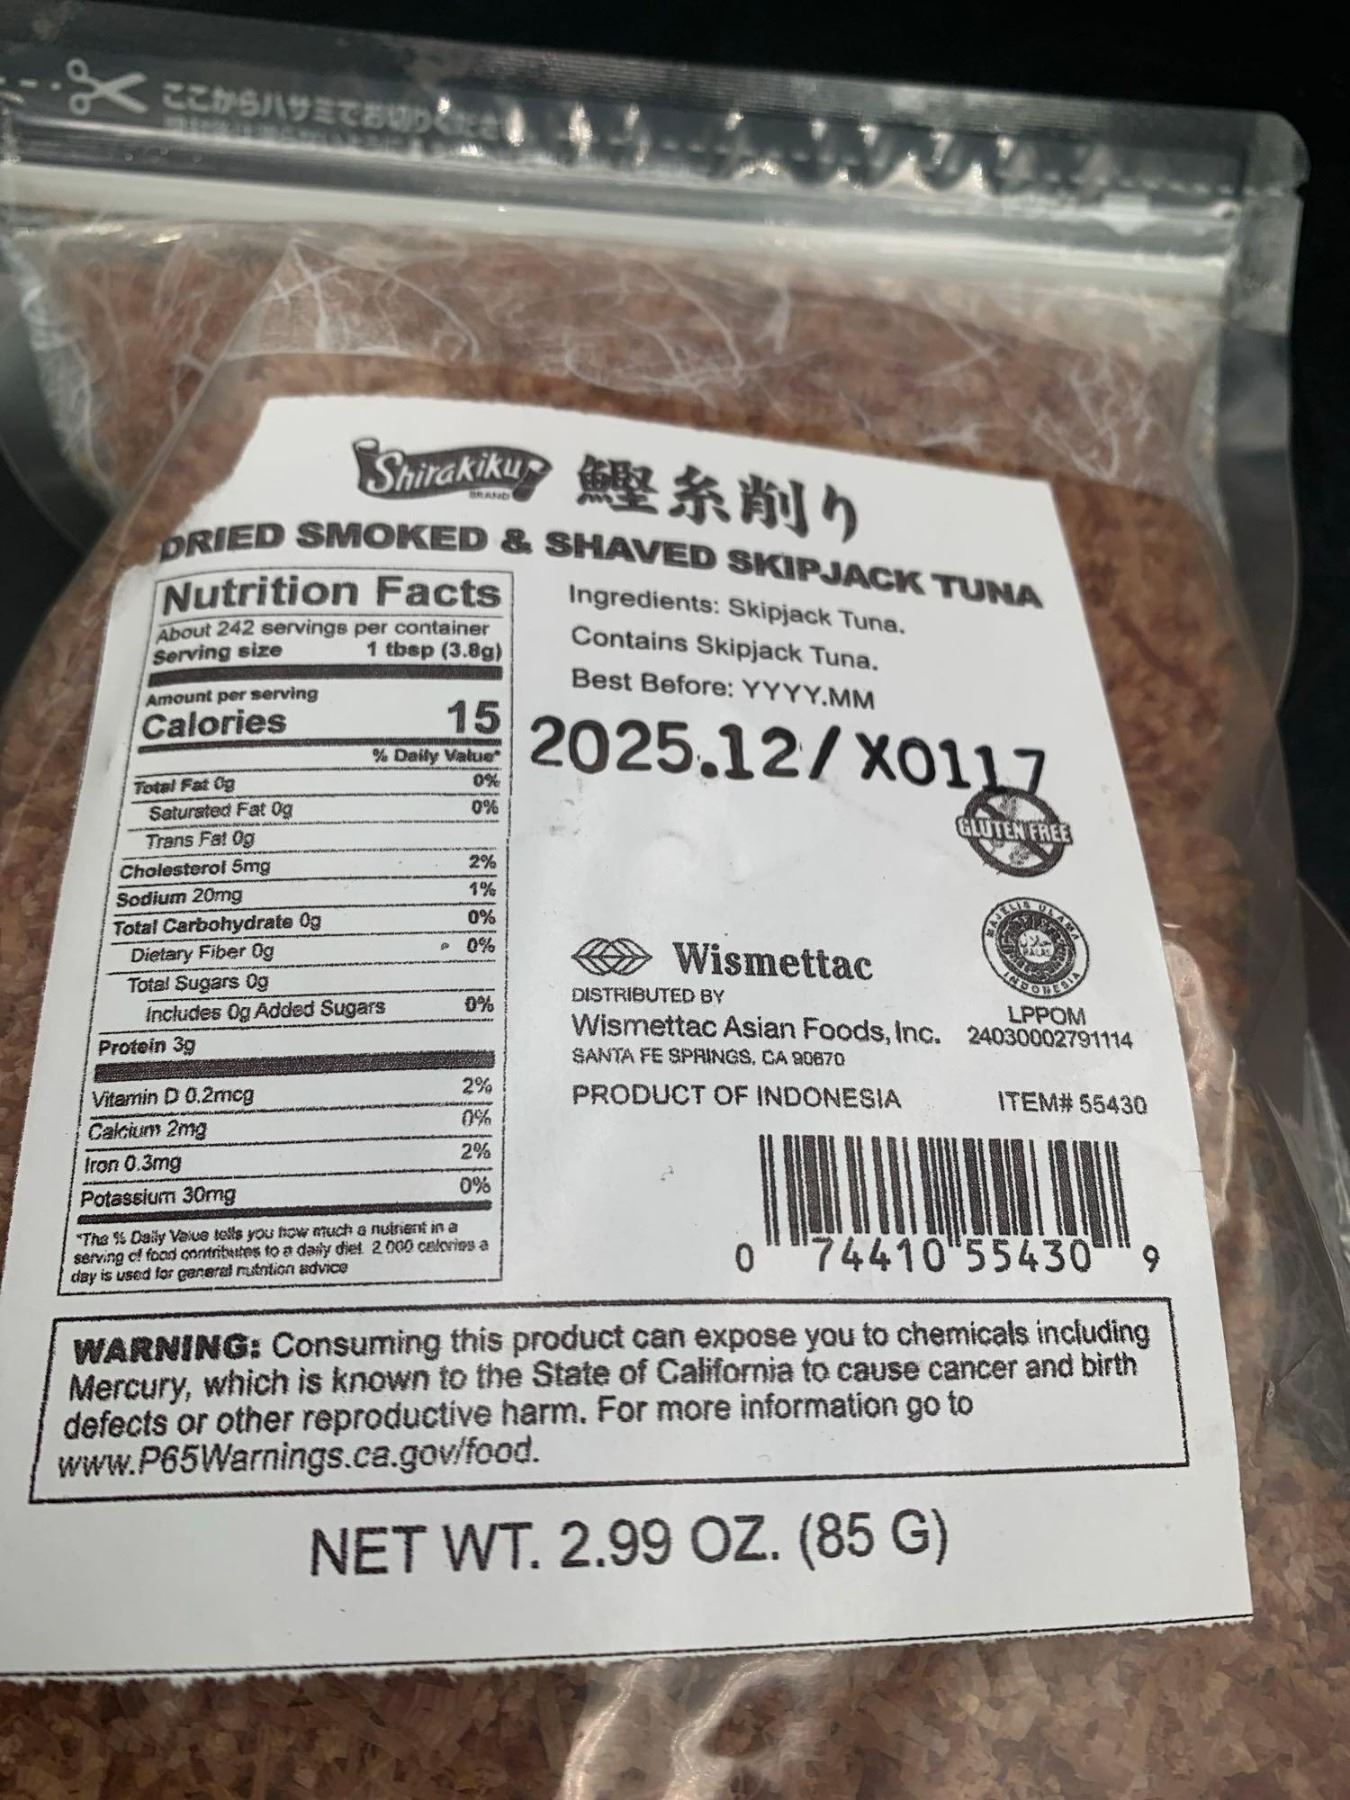 ここからハサミでお切りください
Shirakiku
BRAND
鰹糸削り
DRIED SMOKED & SHAVED SKIPJACK TUNA
Nutrition Facts
About 242 servings per container
Serving size 1 tbsp (3.8g)
Amount per serving
Calories 15
% Daily Value*
Total Fat 0g 0%
Saturated Fat 0g 0%
Trans Fat 0g
Cholesterol 5mg 2%
Sodium 20mg 1%
Total Carbohydrate 0g 0%
Dietary Fiber 0g 0%
Total Sugars 0g
Includes 0g Added Sugars 0%
Protein 3g
Vitamin D 0.2mcg 2%
Calcium 2mg 0%
Iron 0.3mg 2%
Potassium 30mg 0%
*The % Daily Value tells you how much a nutrient in a
serving of food contributes to a daily diet. 2,000 calories a
day is used for general nutrition advice
Ingredients: Skipjack Tuna.
Contains Skipjack Tuna.
Best Before: YYYY.MM
2025.12/X0117
GLUTEN FREE
MAJELIS ULAMA
HALAL
INDONESIA
LPPOM
24030002791114
Wismettac
DISTRIBUTED BY
Wismettac Asian Foods, Inc.
SANTA FE SPRINGS, CA 90670
PRODUCT OF INDONESIA
ITEM# 55430
0 74410 55430 9
WARNING: Consuming this product can expose you to chemicals including
Mercury, which is known to the State of California to cause cancer and birth
defects or other reproductive harm. For more information go to
www.P65Warnings.ca.gov/food.
NET WT. 2.99 OZ. (85 G)